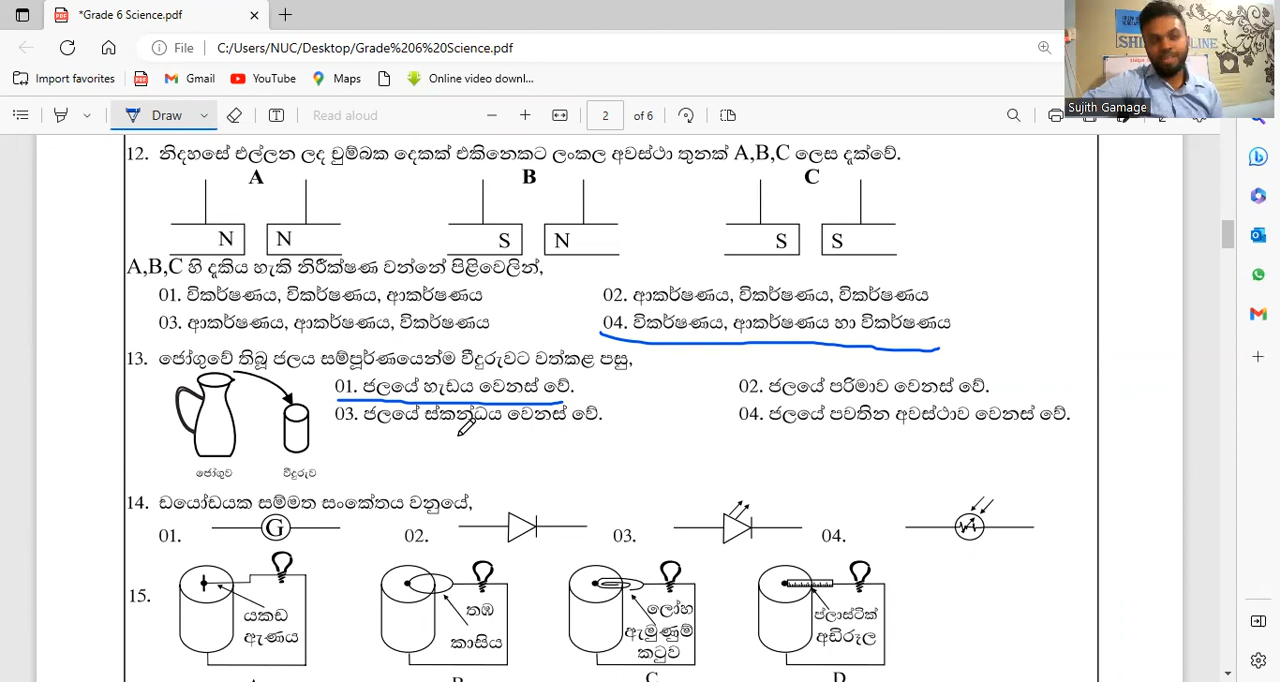 *Grade 6 Science.pdf
File C:/Users/NUC/Desktop/Grade%206%20Science.pdf
Import favorites Gmail YouTube Maps Online video downl...
Sujith Gamage
Draw Read aloud 2 of 6
12. නිදහසේ එල්ලන ලද චුම්බක දෙකක් එකිනෙකට ලංකල අවස්ථා තුනක් A,B,C ලෙස දැක්වේ.
A B C
N N S N S S
A,B,C හි දැකිය හැකි නිරීක්ෂණ වන්නේ පිළිවෙලින්,
01. විකර්ෂණය, විකර්ෂණය, ආකර්ෂණය 02. ආකර්ෂණය, විකර්ෂණය, විකර්ෂණය
03. ආකර්ෂණය, ආකර්ෂණය, විකර්ෂණය 04. විකර්ෂණය, ආකර්ෂණය හා විකර්ෂණය
13. ජෝගුවේ තිබූ ජලය සම්පූර්ණයෙන්ම වීදුරුවට වත්කළ පසු,
01. ජලයේ හැඩය වෙනස් වේ. 02. ජලයේ පරිමාව වෙනස් වේ.
03. ජලයේ ස්කන්ධය වෙනස් වේ. 04. ජලයේ පවතින අවස්ථාව වෙනස් වේ.
ජෝගුව වීදුරුව
14. ඩයෝඩයක සම්මත සංකේතය වනුයේ,
01. G 02. 03. 04.
15. යකඩ ඇණය තඹ කාසිය ලෝහ ඇමුණුම් කටුව ප්ලාස්ටික් අඩිරූල
A B C D